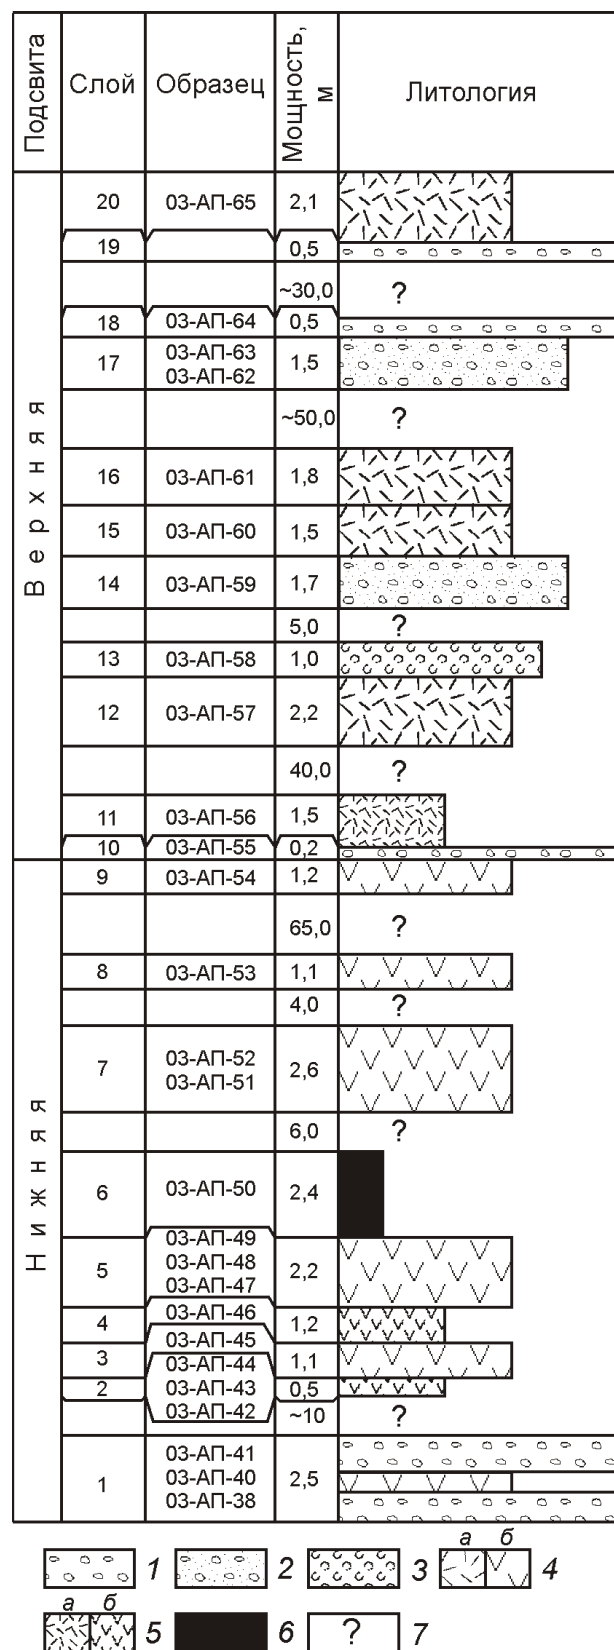 Подсвита Слой Образец Мощность, м Литология
Верхняя
20 03-АП-65 2,1
19 0,5
~30,0 ?
18 03-АП-64 0,5
17 03-АП-63 1,5
03-АП-62
~50,0 ?
16 03-АП-61 1,8
15 03-АП-60 1,5
14 03-АП-59 1,7
5,0 ?
13 03-АП-58 1,0
12 03-АП-57 2,2
40,0 ?
11 03-АП-56 1,5
10 03-АП-55 0,2
Нижняя
9 03-АП-54 1,2
65,0 ?
8 03-АП-53 1,1
4,0 ?
7 03-АП-52 2,6
03-АП-51
6,0 ?
6 03-АП-50 2,4
03-АП-49
5 03-АП-48 2,2
03-АП-47
03-АП-46
4 1,2
03-АП-45
3 03-АП-44 1,1
2 03-АП-43 0,5
03-АП-42 ~10 ?
03-АП-41
1 03-АП-40 2,5
03-АП-38
а б
1 2 3 4
а б
5 6 ? 7